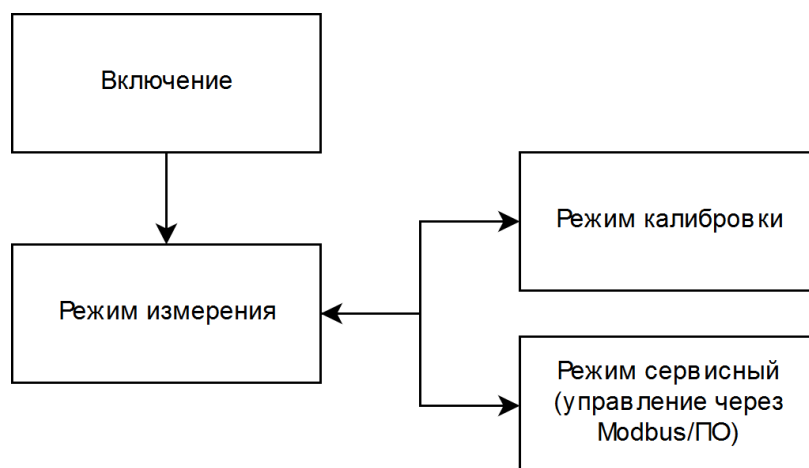 Включение
Режим калибровки
Режим измерения
Режим сервисный
(управление через
Modbus/ПО)